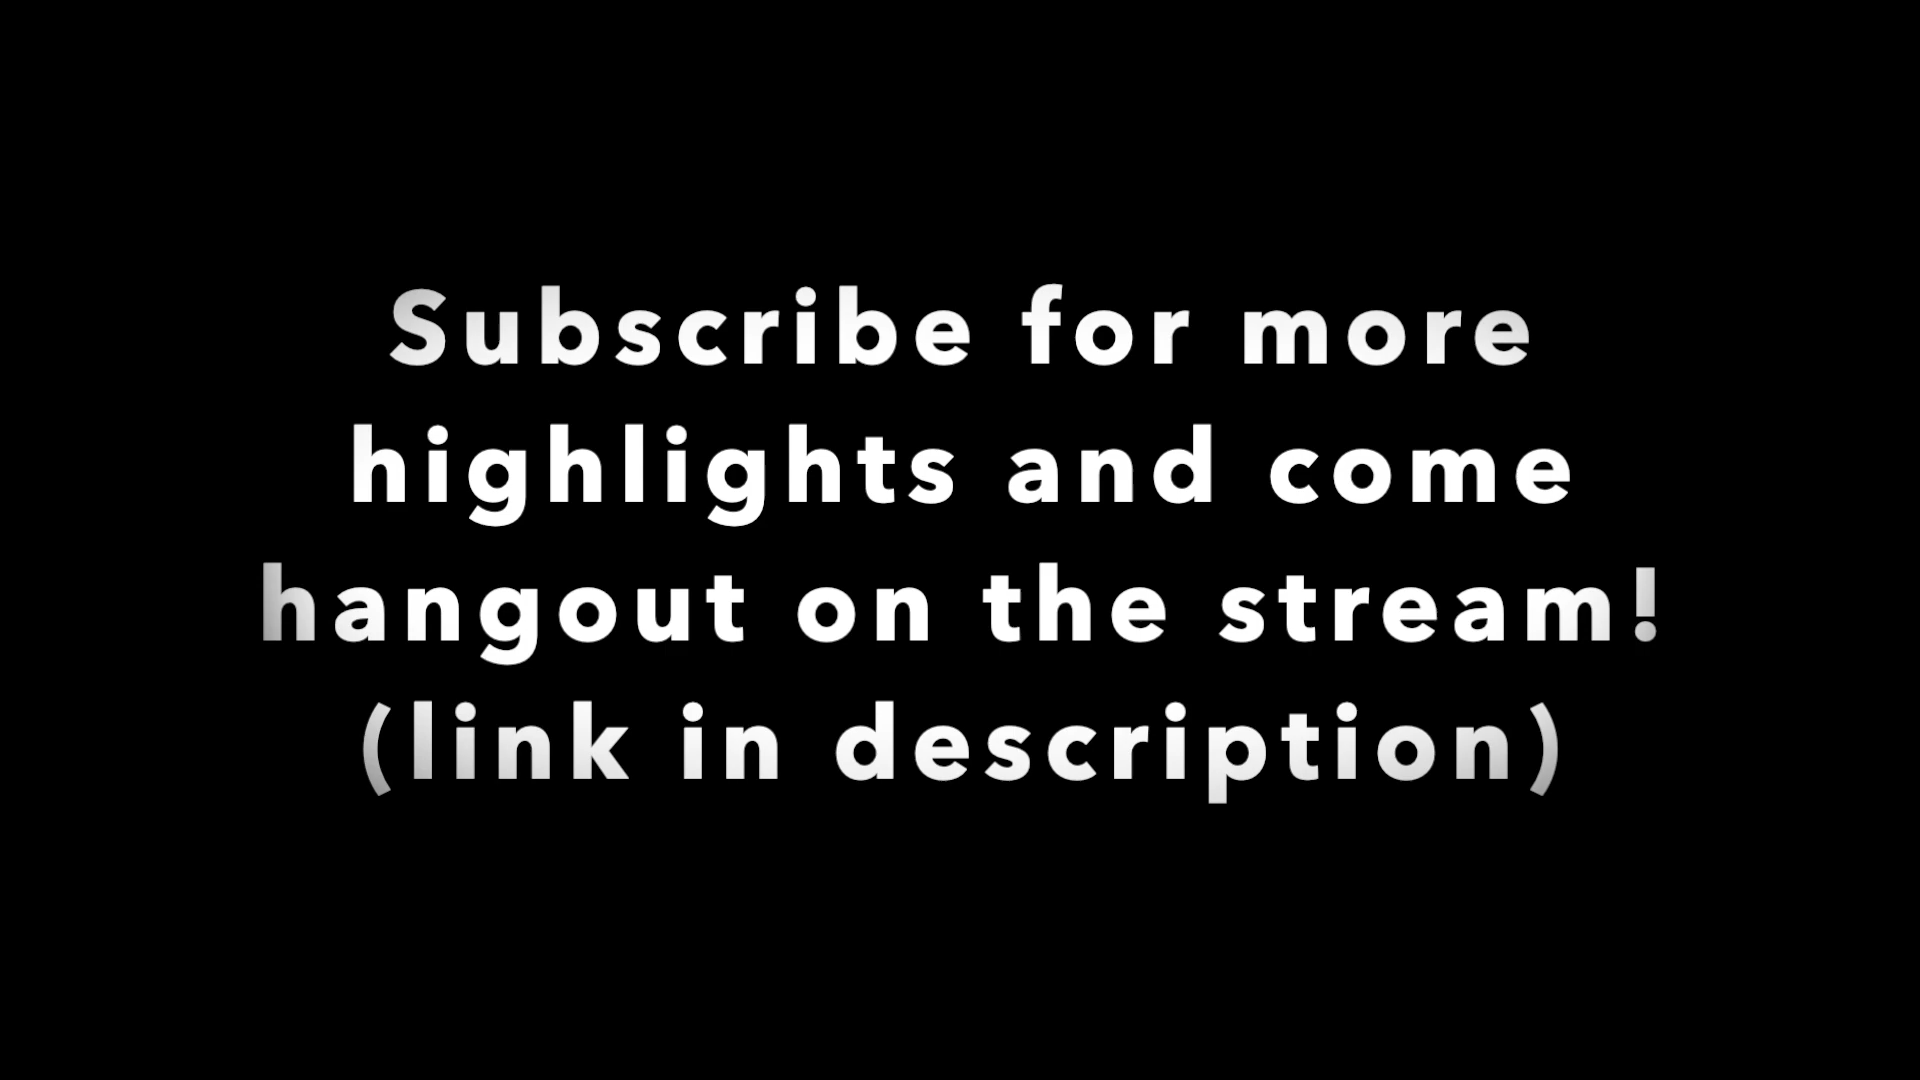 Subscribe for more
highlights and come
hangout on the stream!
(link in description)